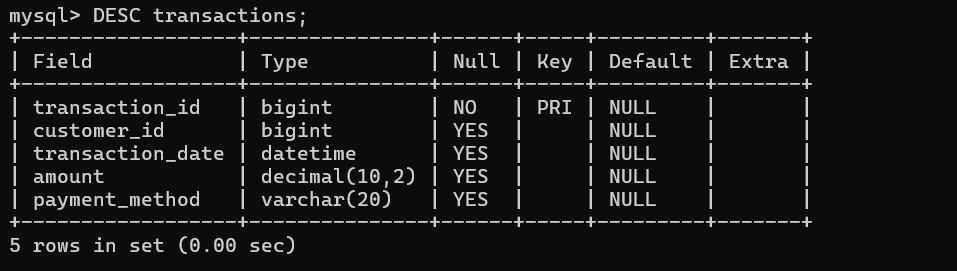 mysql> DESC transactions;
+------------------+---------------+------+-----+---------+-------+
| Field            | Type          | Null | Key | Default | Extra |
+------------------+---------------+------+-----+---------+-------+
| transaction_id   | bigint        | NO   | PRI | NULL    |       |
| customer_id      | bigint        | YES  |     | NULL    |       |
| transaction_date | datetime      | YES  |     | NULL    |       |
| amount           | decimal(10,2) | YES  |     | NULL    |       |
| payment_method   | varchar(20)   | YES  |     | NULL    |       |
+------------------+---------------+------+-----+---------+-------+
5 rows in set (0.00 sec)